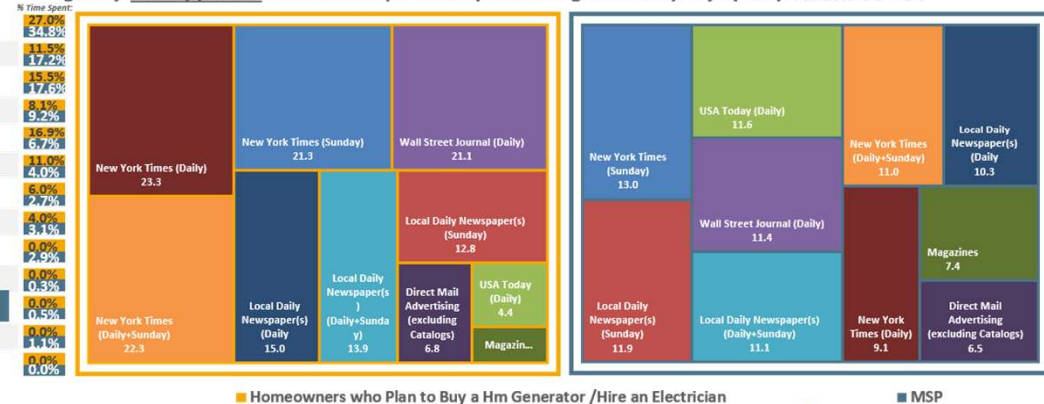 % Time Spent:
27.0%
34.8%
11.5%
17.2%
15.5%
17.6%
8.1%
9.2%
16.9%
6.7%
11.0%
4.0%
6.0%
2.7%
4.0%
3.1%
0.0%
2.9%
0.0%
0.3%
0.0%
0.5%
0.0%
1.1%
0.0%
0.0%
New York Times (Daily)
23.3
New York Times (Sunday)
21.3
Wall Street Journal (Daily)
21.1
New York Times
(Daily+Sunday)
22.3
Local Daily
Newspaper(s)
(Daily
15.0
Local Daily
Newspaper(s
)
(Daily+Sunda
y)
13.9
Local Daily Newspaper(s)
(Sunday)
12.8
Direct Mail
Advertising
(excluding
Catalogs)
6.8
USA Today
(Daily)
4.4
Magazin...
New York Times
(Sunday)
13.0
USA Today (Daily)
11.6
New York Times
(Daily+Sunday)
11.0
Local Daily
Newspaper(s)
(Daily
10.3
Wall Street Journal (Daily)
11.4
Local Daily
Newspaper(s)
(Sunday)
11.9
Local Daily Newspaper(s)
(Daily+Sunday)
11.1
New York
Times (Daily)
9.1
Magazines
7.4
Direct Mail
Advertising
(excluding Catalogs)
6.5
Homeowners who Plan to Buy a Hm Generator /Hire an Electrician
MSP